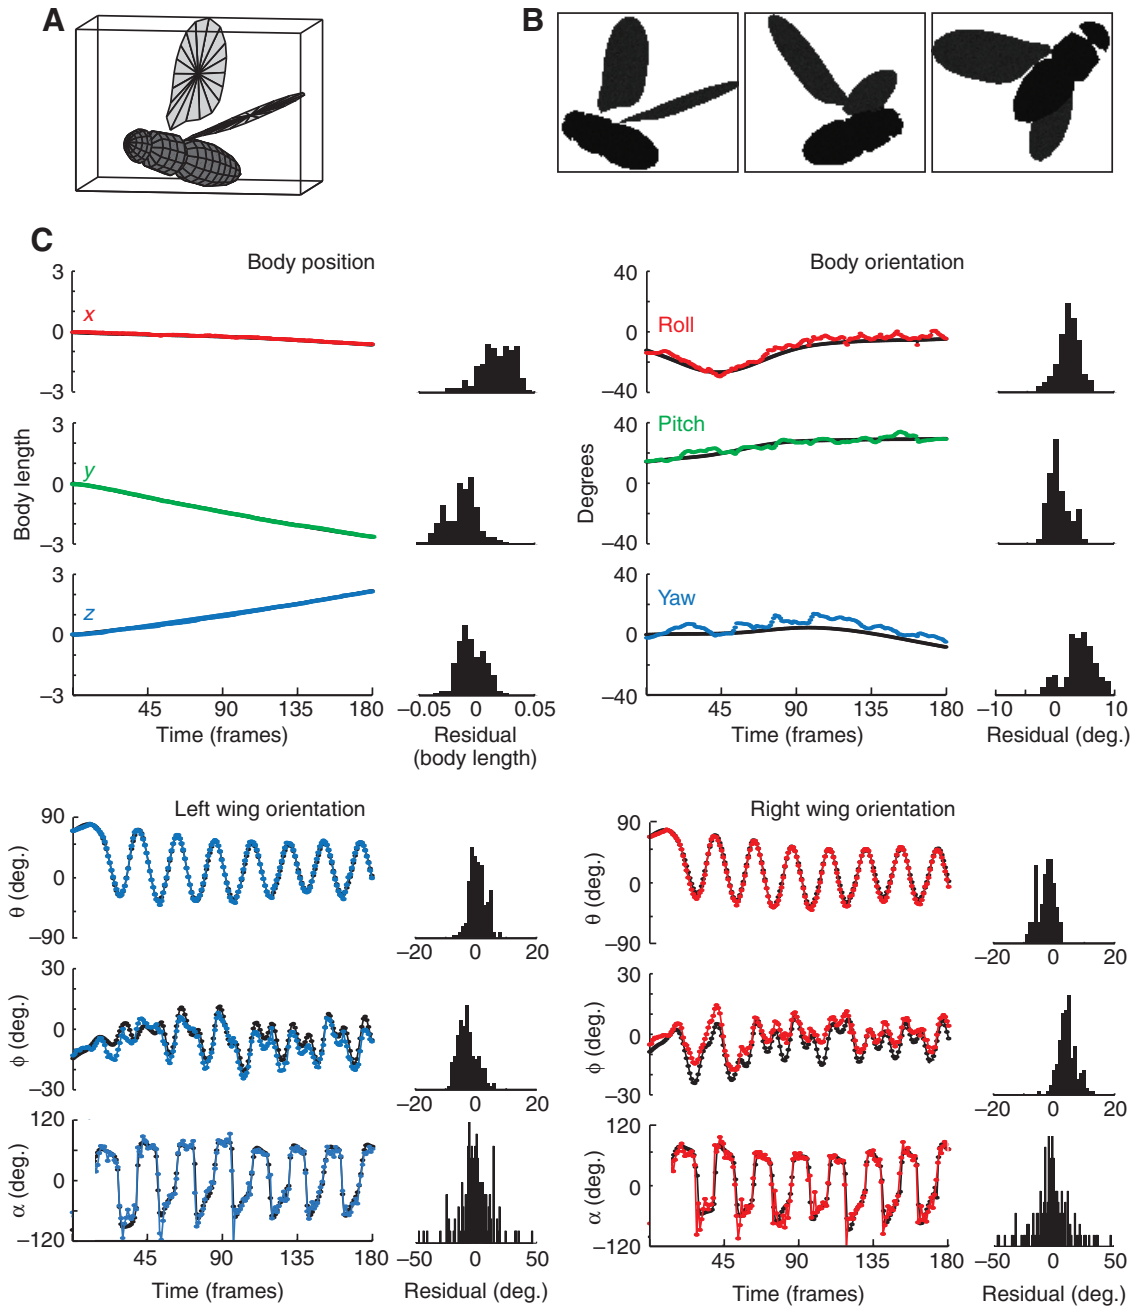 A
B
C
Body position
3
x
0
−3
3
y
0
−3
3
z
0
−3
Body length
45 90 135 180
Time (frames)
−0.05 0 0.05
Residual
(body length)
Body orientation
40
Roll
0
−40
40
Pitch
0
−40
40
Yaw
0
−40
Degrees
45 90 135 180
Time (frames)
−10 0 10
Residual (deg.)
Left wing orientation
90
0
−90
θ (deg.)
−20 0 20
30
0
−30
ϕ (deg.)
−20 0 20
120
0
−120
α (deg.)
45 90 135 180
Time (frames)
−50 0 50
Residual (deg.)
Right wing orientation
90
0
−90
θ (deg.)
−20 0 20
30
0
−30
ϕ (deg.)
−20 0 20
120
0
−120
α (deg.)
45 90 135 180
Time (frames)
−50 0 50
Residual (deg.)